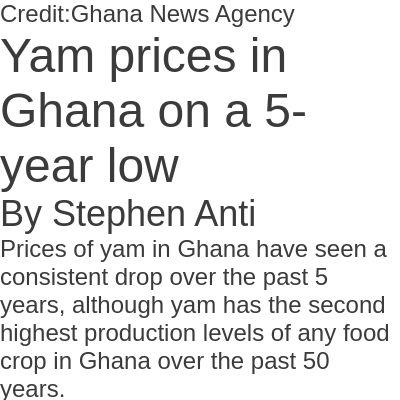 Credit:Ghana News Agency
Yam prices in
Ghana on a 5-
year low
By Stephen Anti
Prices of yam in Ghana have seen a
consistent drop over the past 5
years, although yam has the second
highest production levels of any food
crop in Ghana over the past 50
years.